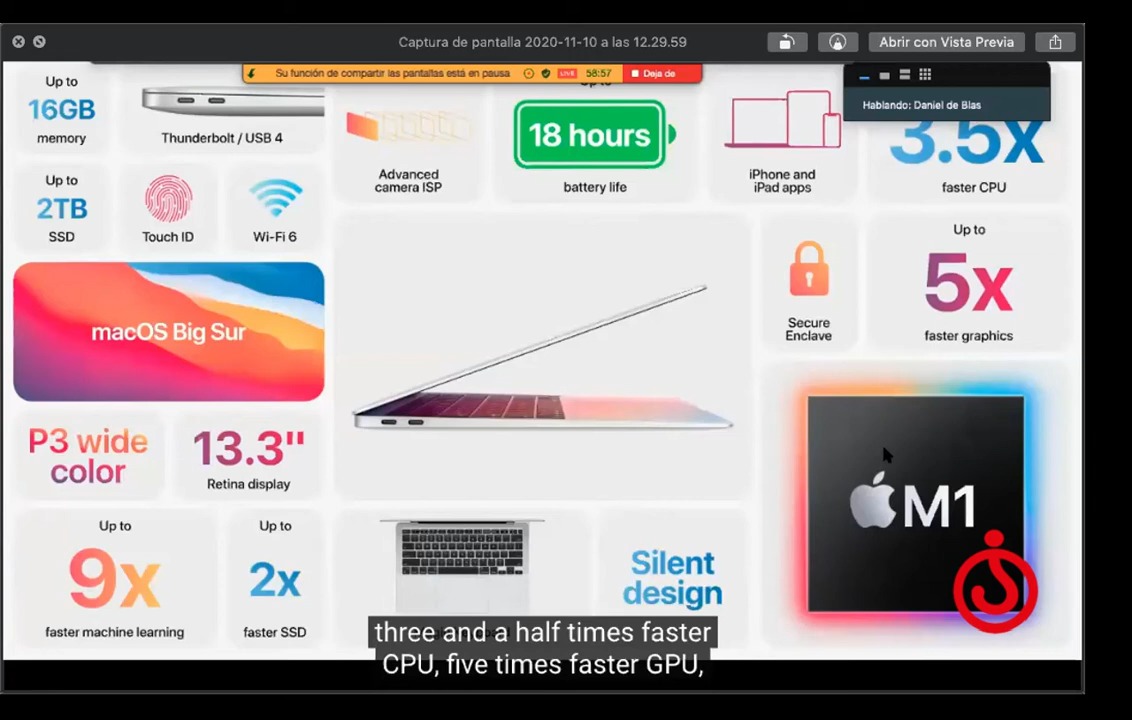 Captura de pantalla 2020-11-10 a las 12.29.59
Abrir con Vista Previa
Su función de compartir las pantallas está en pausa
LIVE
58:57
Deja de
Hablando: Daniel de Blas
Up to
16GB
memory
Thunderbolt / USB 4
Advanced
camera ISP
18 hours
battery life
iPhone and
iPad apps
3.5x
faster CPU
Up to
2TB
SSD
Touch ID
Wi-Fi 6
macOS Big Sur
Secure
Enclave
Up to
5x
faster graphics
P3 wide
color
13.3"
Retina display
M1
Up to
9x
faster machine learning
Up to
2x
faster SSD
Silent
design
three and a half times faster
CPU, five times faster GPU,